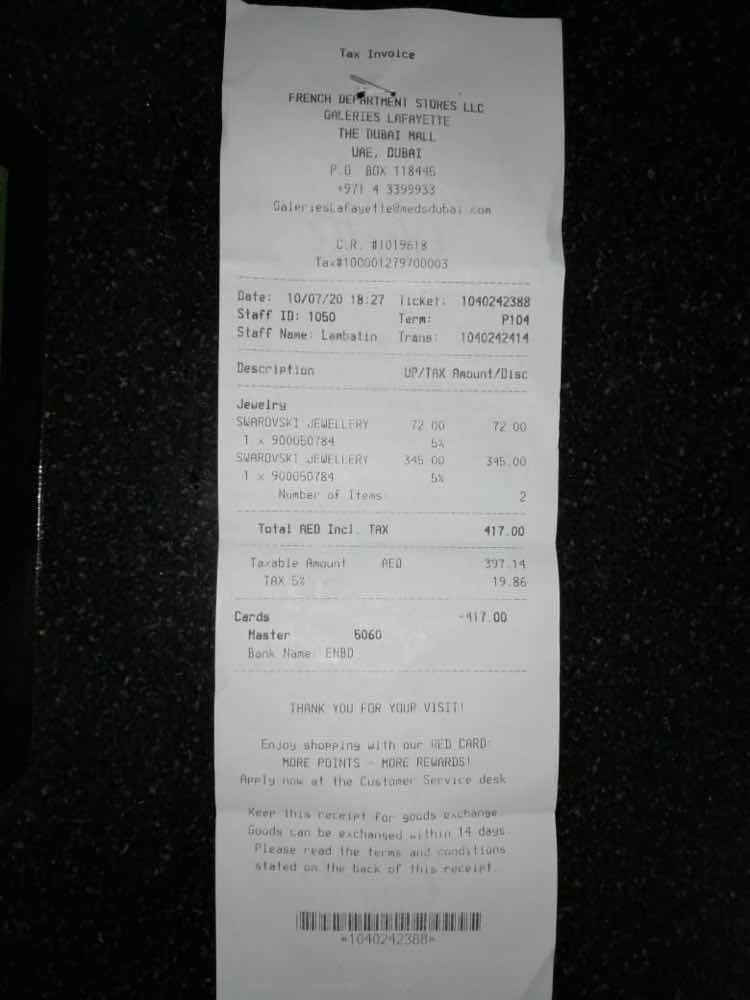 Tax Invoice
FRENCH DEPARTMENT STORES LLC
GALERIES LAFAYETTE
THE DUBAI MALL
UAE, DUBAI
P.O BOX 118446
+971 4 3399933
GaleriesLafayette@medsdubai.com
C.R. #1019618
Tax#100001279700003
Date: 10/07/20 18:27 Ticket: 1040242388
Staff ID: 1050 Term: P104
Staff Name: Lambatin Trans: 1040242414
Description UP/TAX Amount/Disc
Jewelry
SWAROVSKI JEWELLERY 72.00 72.00
1 x 900050784 5%
SWAROVSKI JEWELLERY 345.00 345.00
1 x 900050784 5%
Number of Items: 2
Total AED Incl. TAX 417.00
Taxable Amount AED 397.14
TAX 5% 19.86
Cards -417.00
Master 5060
Bank Name: ENBD
THANK YOU FOR YOUR VISIT!
Enjoy shopping with our RED CARD:
MORE POINTS - MORE REWARDS!
Apply now at the Customer Service desk
Keep this receipt for goods exchange.
Goods can be exchanged within 14 days.
Please read the terms and conditions
stated on the back of this receipt
*1040242388*